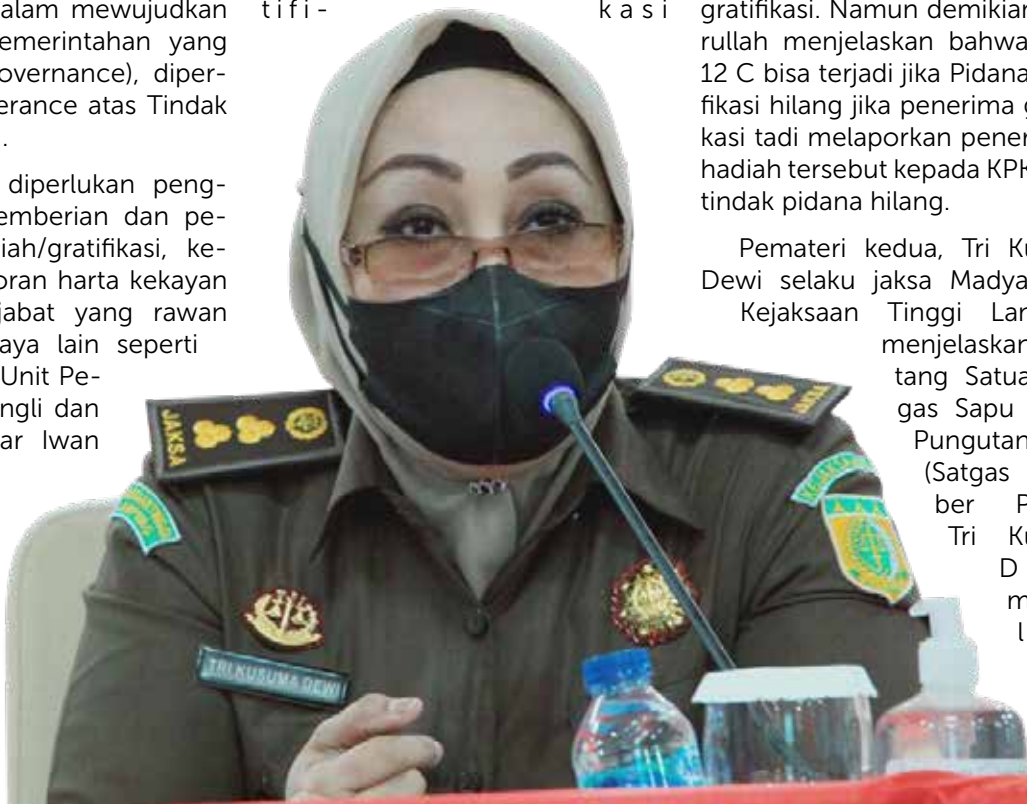 alam mewujudkan
emerintahan yang
overnance), diper-
erance atas Tindak
.
diperlukan peng-
emberian dan pe-
iah/gratifikasi, ke-
oran harta kekayan
jabat yang rawan
aya lain seperti
Unit Pe-
ngli dan
ar Iwan
tifi- kasi
gratifikasi. Namun demikian
rullah menjelaskan bahwa
12 C bisa terjadi jika Pidana
fikasi hilang jika penerima g
kasi tadi melaporkan pener
hadiah tersebut kepada KPK
tindak pidana hilang.
Pemateri kedua, Tri Ku
Dewi selaku jaksa Madya
Kejaksaan Tinggi Lam
menjelaskan
tang Satua
gas Sapu
Pungutan
(Satgas
ber P
Tri Ku
D
m
l
JAKSA
JAKSA
TRI KUSUMA DEWI